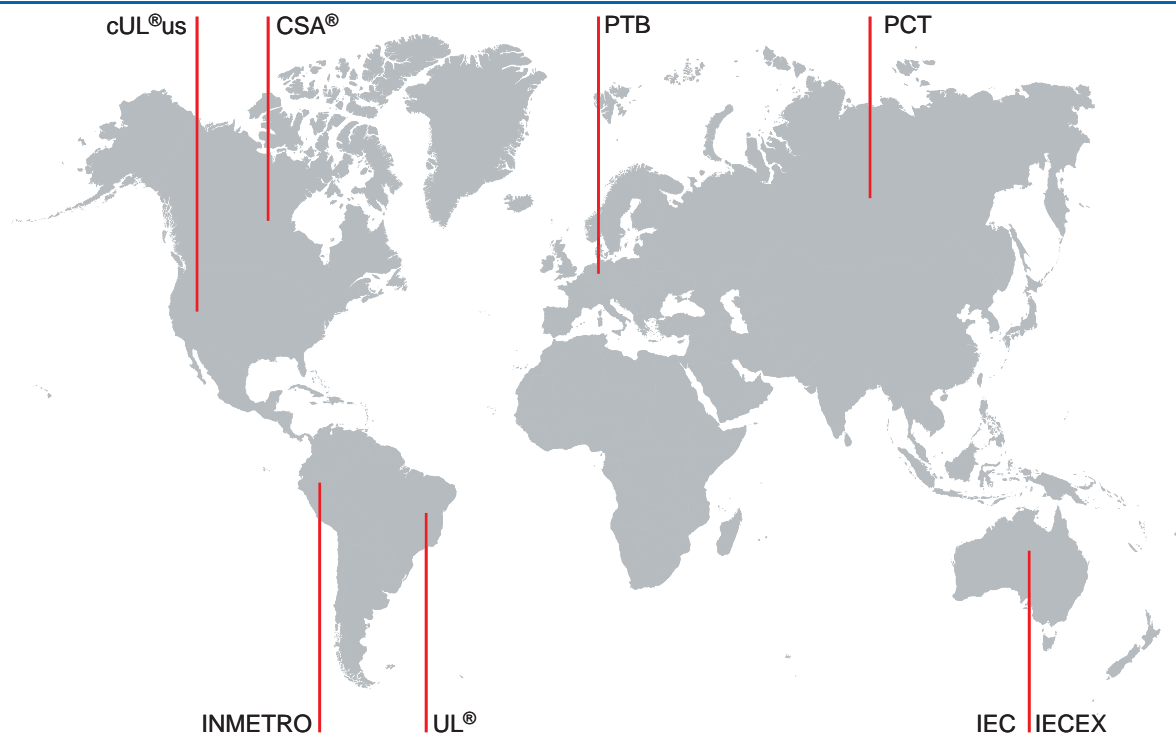 cUL®us
CSA®
PTB
PCT
INMETRO
UL®
IEC
IECEX